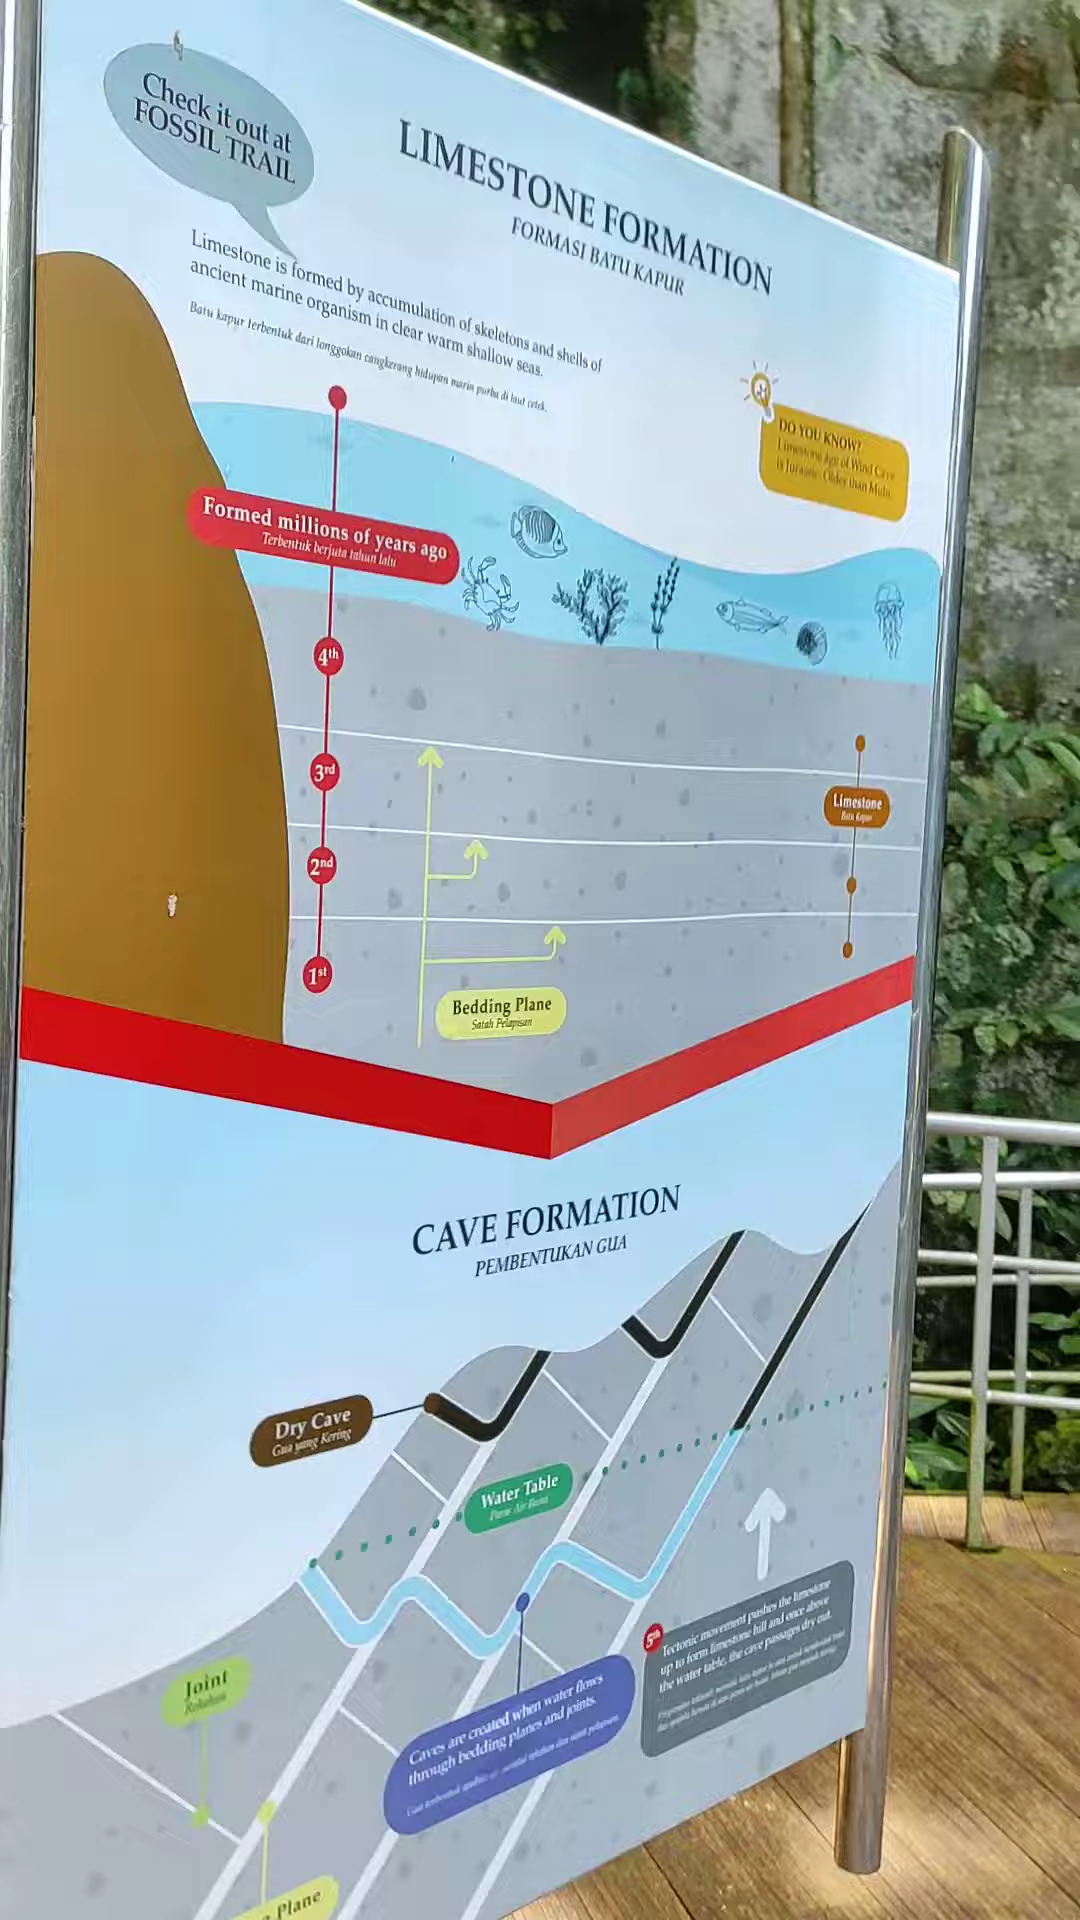 Check it out at
FOSSIL TRAIL
LIMESTONE FORMATION
FORMASI BATU KAPUR
Limestone is formed by accumulation of skeletons and shells of
ancient marine organism in clear warm shallow seas.
Batu kapur terbentuk dari longgokan cangkerang hidupan marin purba di laut cetek.
DO YOU KNOW?
Limestone age of Wind Cave
is Jurassic. Older than Mulu.
Formed millions of years ago
Terbentuk berjuta tahun lalu
4th
3rd
Limestone
Batu kapur
2nd
1st
Bedding Plane
Satah Pelapisan
CAVE FORMATION
PEMBENTUKAN GUA
Dry Cave
Gua yang Kering
Water Table
5th
Tectonic movement pushes the limestone
up to form limestone hill and once above
the water table, the cave passages dry out.
Joint
Rekahan
Caves are created when water flows
through bedding planes and joints.
Plane